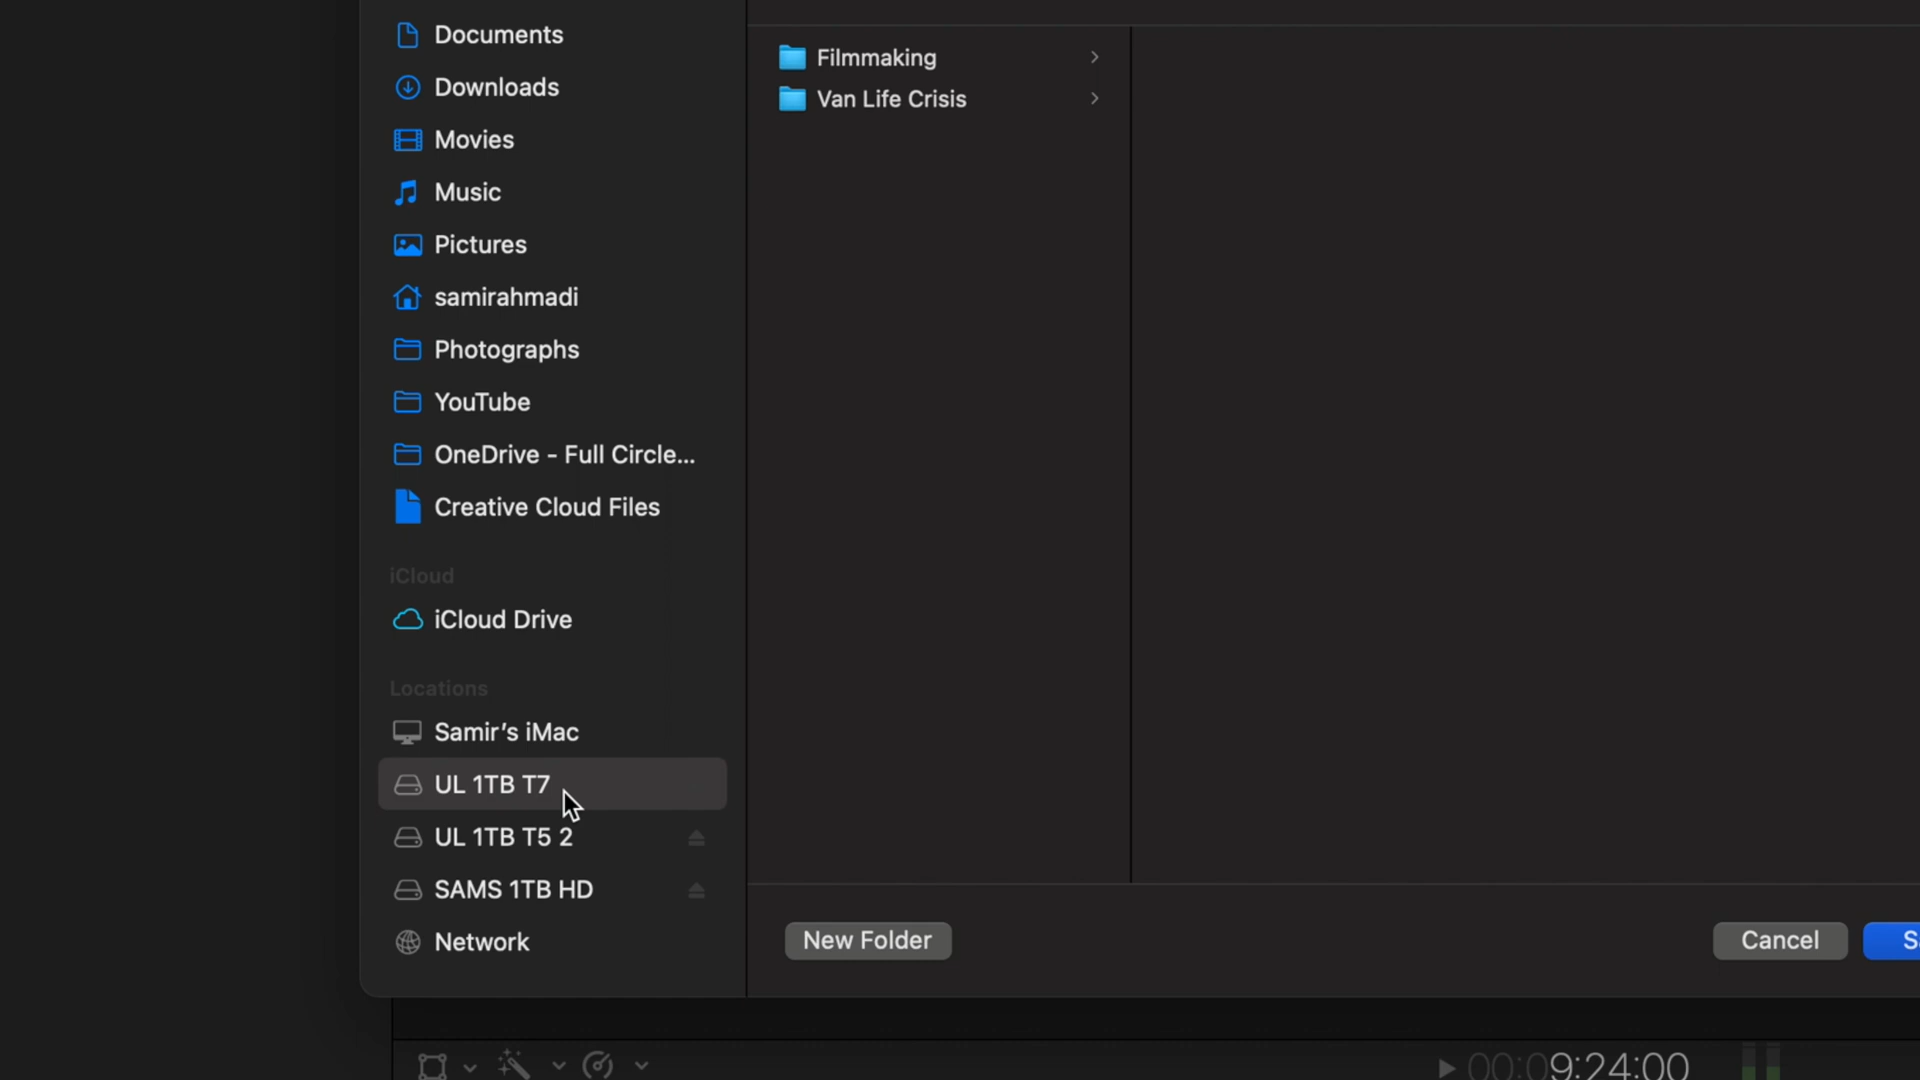 Documents
Downloads
Movies
Music
Pictures
samirahmadi
Photographs
YouTube
OneDrive - Full Circle...
Creative Cloud Files
iCloud
iCloud Drive
Locations
Samir's iMac
UL 1TB T7
UL 1TB T5 2
SAMS 1TB HD
Network
Filmmaking
Van Life Crisis
New Folder
Cancel
00:09:24:00